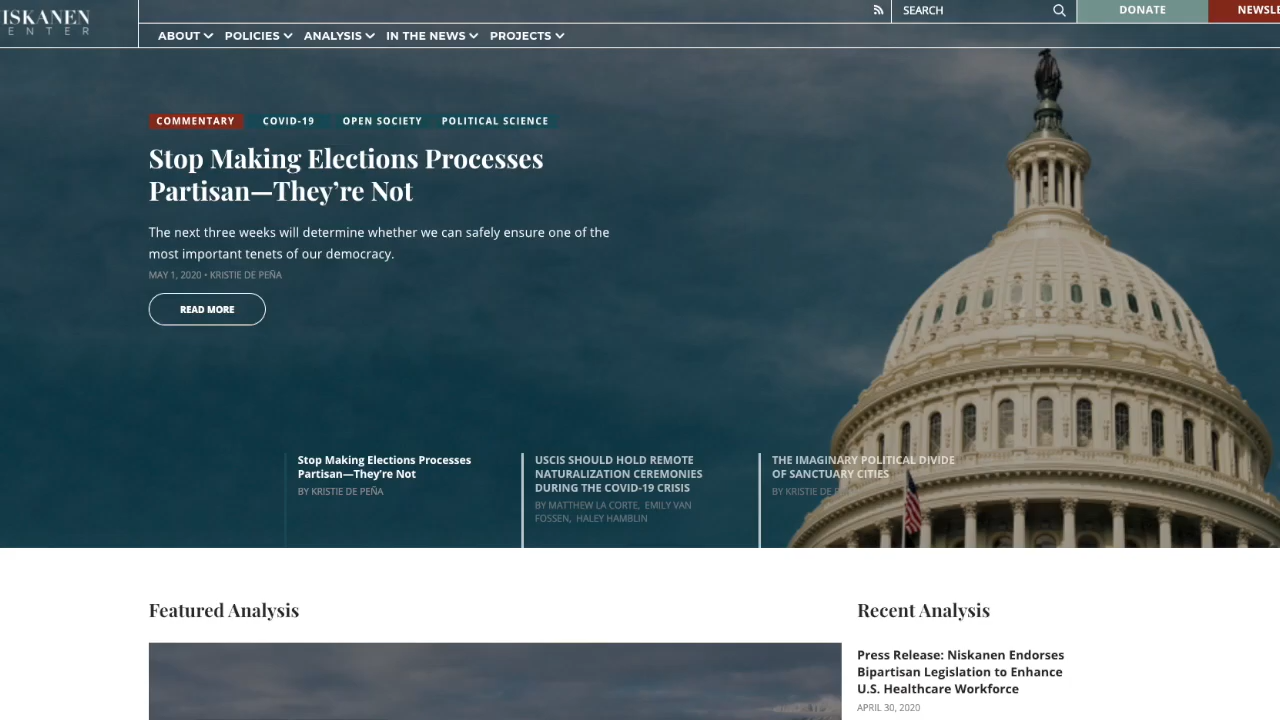 ISKANEN
ENTER
SEARCH
DONATE
NEWSLE
ABOUT
POLICIES
ANALYSIS
IN THE NEWS
PROJECTS
COMMENTARY
COVID-19
OPEN SOCIETY
POLITICAL SCIENCE
Stop Making Elections Processes
Partisan—They’re Not
The next three weeks will determine whether we can safely ensure one of the
most important tenets of our democracy.
MAY 1, 2020 • KRISTIE DE PEÑA
READ MORE
Stop Making Elections Processes
Partisan—They’re Not
BY KRISTIE DE PEÑA
USCIS SHOULD HOLD REMOTE
NATURALIZATION CEREMONIES
DURING THE COVID-19 CRISIS
BY MATTHEW LA CORTE, EMILY VAN
FOSSEN, HALEY HAMBLIN
THE IMAGINARY POLITICAL DIVIDE
OF SANCTUARY CITIES
BY KRISTIE DE
Featured Analysis
Recent Analysis
Press Release: Niskanen Endorses
Bipartisan Legislation to Enhance
U.S. Healthcare Workforce
APRIL 30, 2020